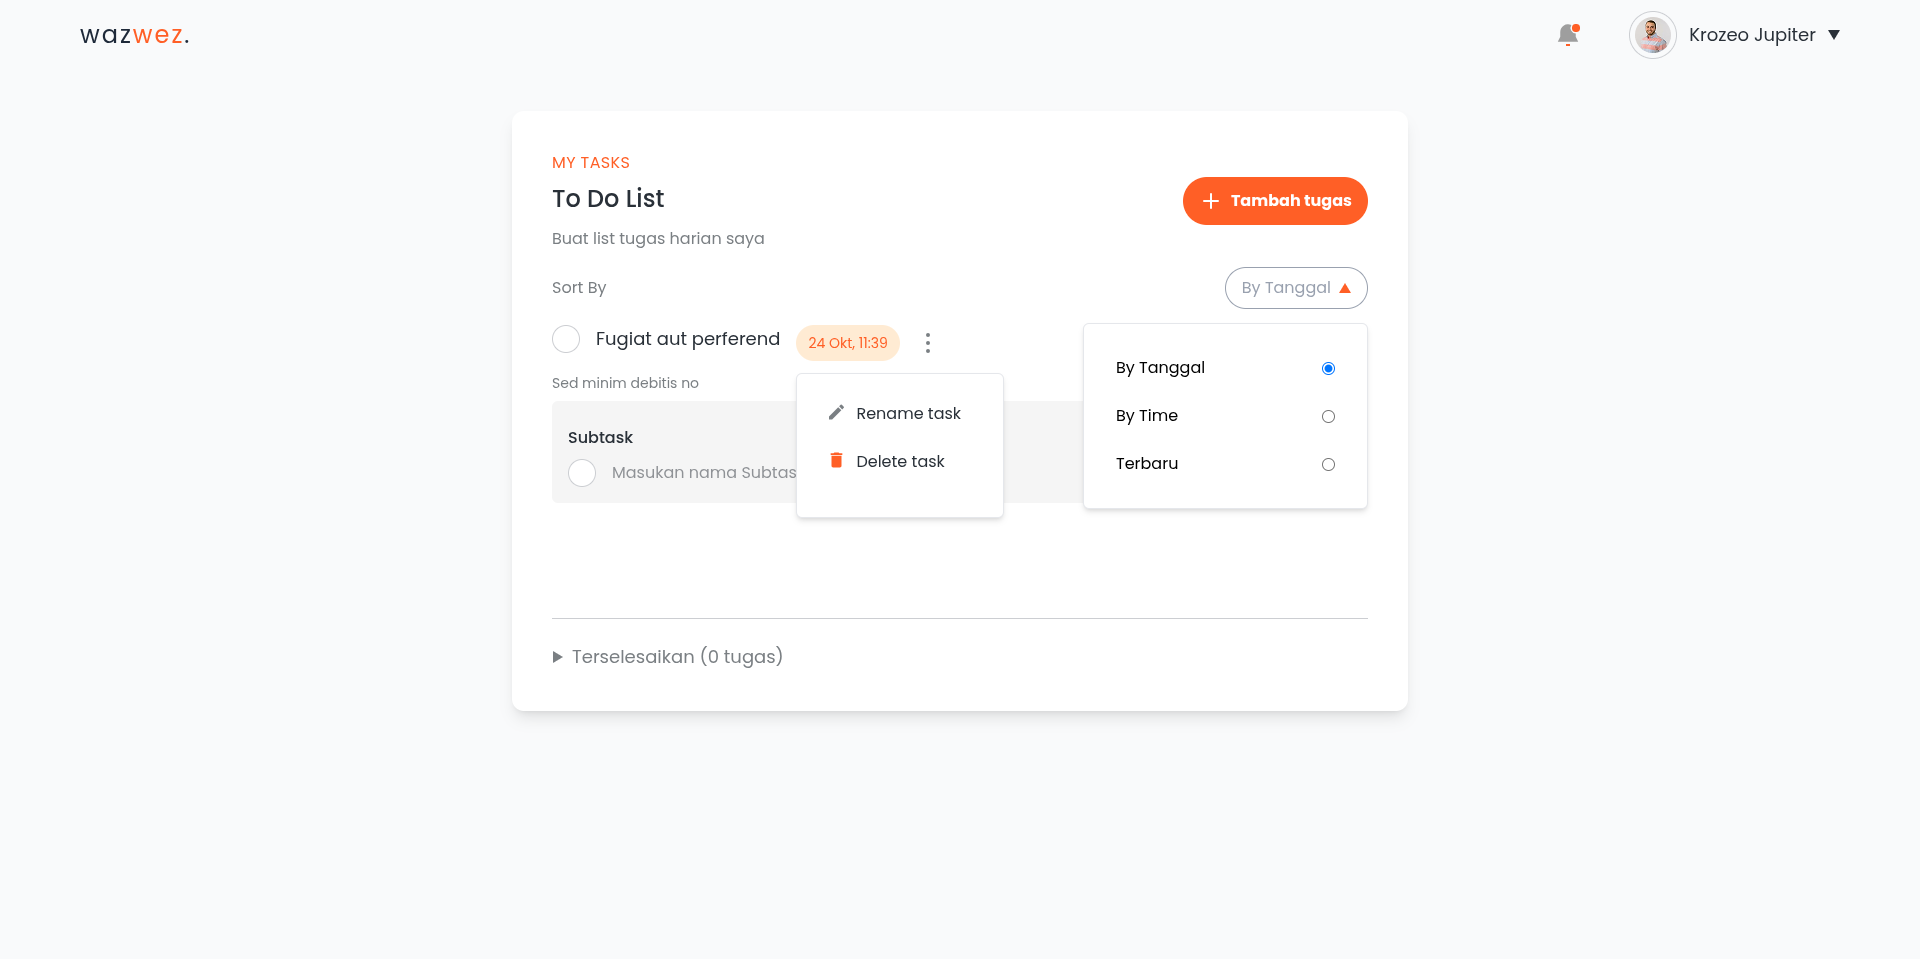 wazwez.
Krozeo Jupiter
MY TASKS
To Do List
Tambah tugas
Buat list tugas harian saya
Sort By
By Tanggal
Fugiat aut perferend
24 Okt, 11:39
Sed minim debitis no
Rename task
Delete task
By Tanggal
By Time
Terbaru
Subtask
Masukan nama Subtas
Terselesaikan (0 tugas)